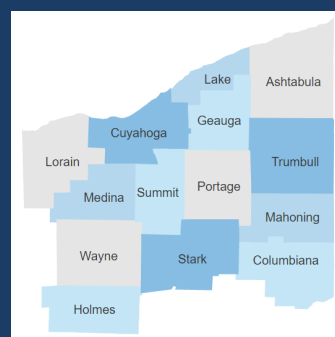 Lake
Ashtabula
Geauga
Cuyahoga
Lorain
Trumbull
Medina
Summit
Portage
Mahoning
Wayne
Stark
Columbiana
Holmes